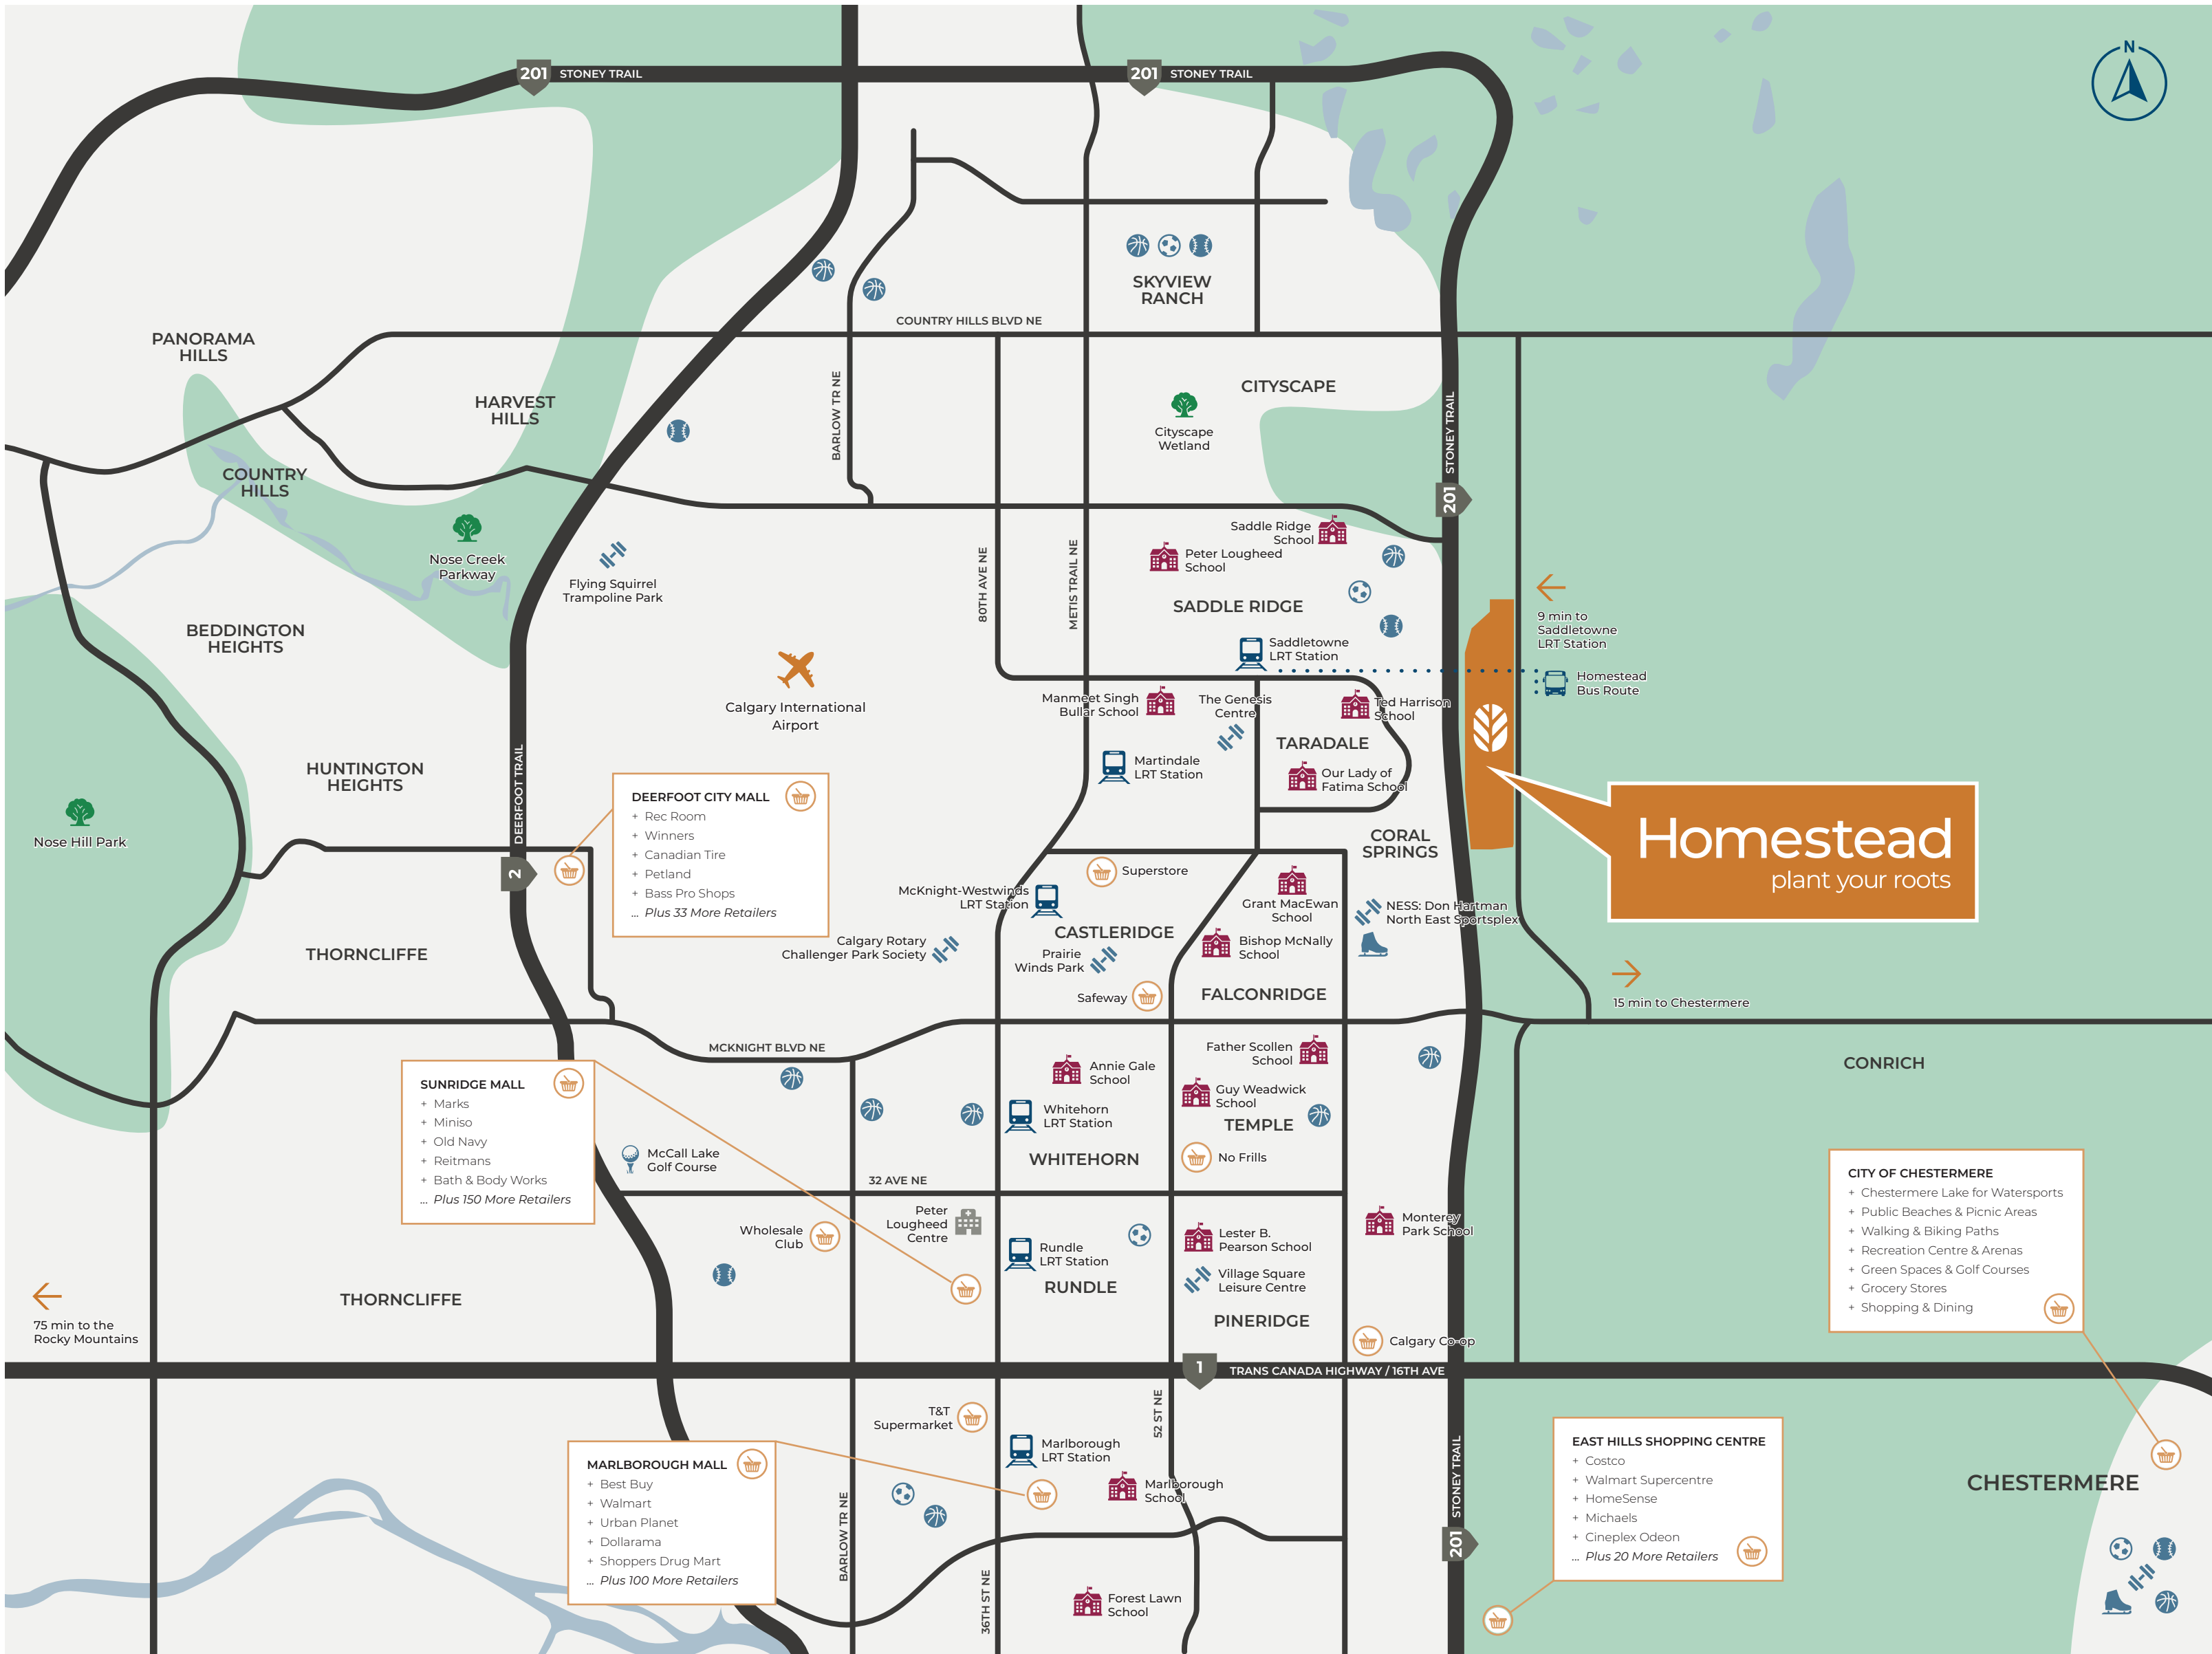 N
201
STONEY TRAIL
201
STONEY TRAIL
SKYVIEW
RANCH
COUNTRY HILLS BLVD NE
PANORAMA
HILLS
HARVEST
HILLS
BARLOW TR NE
CITYSCAPE
Cityscape
Wetland
STONEY TRAIL
201
COUNTRY
HILLS
Nose Creek
Parkway
Flying Squirrel
Trampoline Park
80TH AVE NE
METIS TRAIL NE
Saddle Ridge
School
Peter Lougheed
School
SADDLE RIDGE
9 min to
Saddletowne
LRT Station
BEDDINGTON
HEIGHTS
Saddletowne
LRT Station
Homestead
Bus Route
Calgary International
Airport
Manmeet Singh
Bullar School
The Genesis
Centre
Ted Harrison
School
TARADALE
Martindale
LRT Station
Our Lady of
Fatima School
HUNTINGTON
HEIGHTS
DEERFOOT TRAIL
2
DEERFOOT CITY MALL
+ Rec Room
+ Winners
+ Canadian Tire
+ Petland
+ Bass Pro Shops
... Plus 33 More Retailers
Nose Hill Park
CORAL
SPRINGS
Homestead
plant your roots
Superstore
McKnight-Westwinds
LRT Station
Grant MacEwan
School
NESS: Don Hartman
North East Sportsplex
CASTLERIDGE
Calgary Rotary
Challenger Park Society
Prairie
Winds Park
Bishop McNally
School
THORNCLIFFE
Safeway
FALCONRIDGE
15 min to Chestermere
MCKNIGHT BLVD NE
Father Scollen
School
Annie Gale
School
CONRICH
SUNRIDGE MALL
+ Marks
+ Miniso
+ Old Navy
+ Reitmans
+ Bath & Body Works
... Plus 150 More Retailers
Guy Weadwick
School
Whitehorn
LRT Station
TEMPLE
McCall Lake
Golf Course
WHITEHORN
No Frills
32 AVE NE
CITY OF CHESTERMERE
+ Chestermere Lake for Watersports
+ Public Beaches & Picnic Areas
+ Walking & Biking Paths
+ Recreation Centre & Arenas
+ Green Spaces & Golf Courses
+ Grocery Stores
+ Shopping & Dining
Wholesale
Club
Peter
Lougheed
Centre
Monterey
Park School
Rundle
LRT Station
Lester B.
Pearson School
Village Square
Leisure Centre
RUNDLE
THORNCLIFFE
PINERIDGE
75 min to the
Rocky Mountains
Calgary Co-op
1
TRANS CANADA HIGHWAY / 16TH AVE
T&T
Supermarket
52 ST NE
Marlborough
LRT Station
MARLBOROUGH MALL
+ Best Buy
+ Walmart
+ Urban Planet
+ Dollarama
+ Shoppers Drug Mart
... Plus 100 More Retailers
Marlborough
School
STONEY TRAIL
201
EAST HILLS SHOPPING CENTRE
+ Costco
+ Walmart Supercentre
+ HomeSense
+ Michaels
+ Cineplex Odeon
... Plus 20 More Retailers
CHESTERMERE
BARLOW TR NE
36TH ST NE
Forest Lawn
School